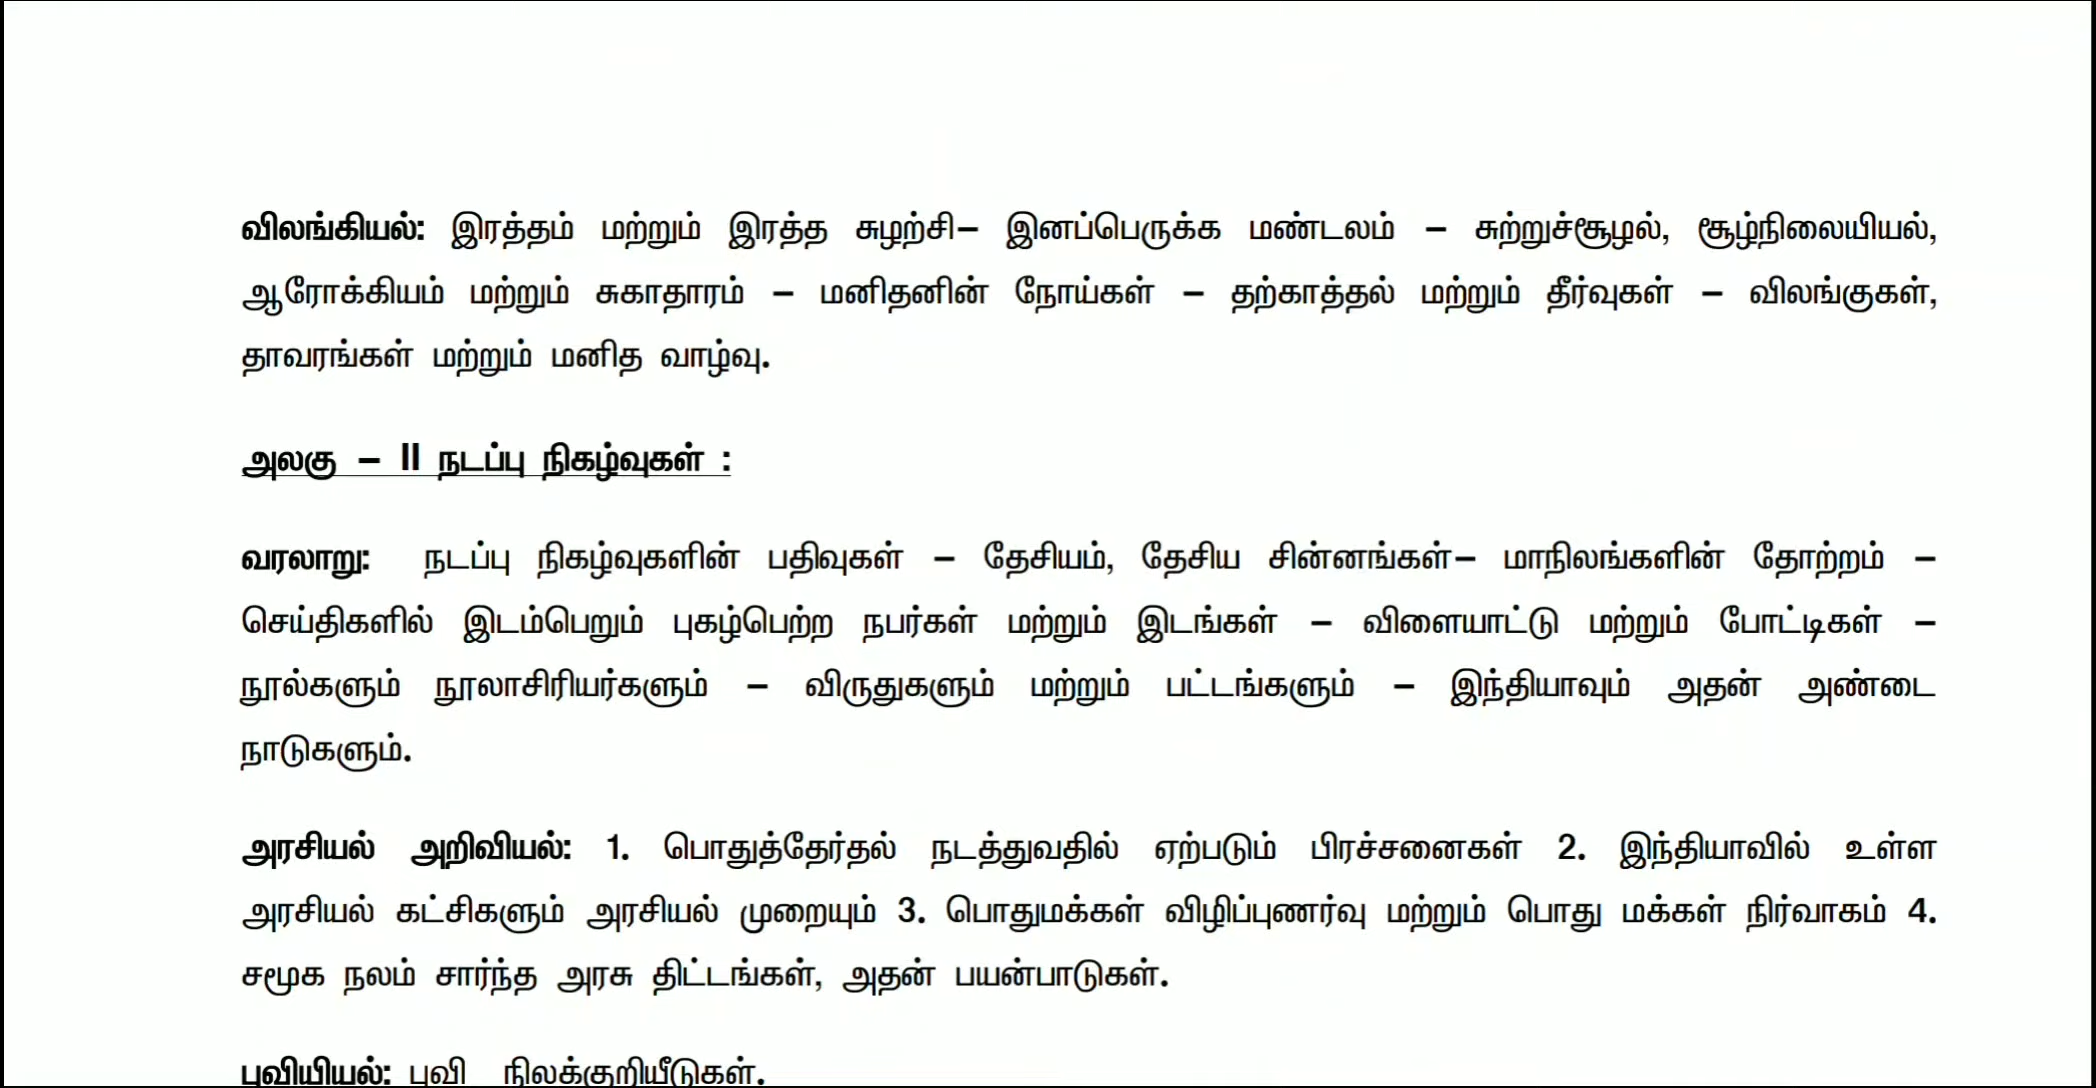 விலங்கியல்: இரத்தம் மற்றும் இரத்த சுழற்சி– இனப்பெருக்க மண்டலம் – சுற்றுச்சூழல், சூழ்நிலையியல்,
ஆரோக்கியம் மற்றும் சுகாதாரம் – மனிதனின் நோய்கள் – தற்காத்தல் மற்றும் தீர்வுகள் – விலங்குகள்,
தாவரங்கள் மற்றும் மனித வாழ்வு.
அலகு – II நடப்பு நிகழ்வுகள் :
வரலாறு: நடப்பு நிகழ்வுகளின் பதிவுகள் – தேசியம், தேசிய சின்னங்கள்– மாநிலங்களின் தோற்றம் –
செய்திகளில் இடம்பெறும் புகழ்பெற்ற நபர்கள் மற்றும் இடங்கள் – விளையாட்டு மற்றும் போட்டிகள் –
நூல்களும் நூலாசிரியர்களும் – விருதுகளும் மற்றும் பட்டங்களும் – இந்தியாவும் அதன் அண்டை
நாடுகளும்.
அரசியல் அறிவியல்: 1. பொதுத்தேர்தல் நடத்துவதில் ஏற்படும் பிரச்சனைகள் 2. இந்தியாவில் உள்ள
அரசியல் கட்சிகளும் அரசியல் முறையும் 3. பொதுமக்கள் விழிப்புணர்வு மற்றும் பொது மக்கள் நிர்வாகம் 4.
சமூக நலம் சார்ந்த அரசு திட்டங்கள், அதன் பயன்பாடுகள்.
புவியியல்: புவி நிலக்குறியீடுகள்.